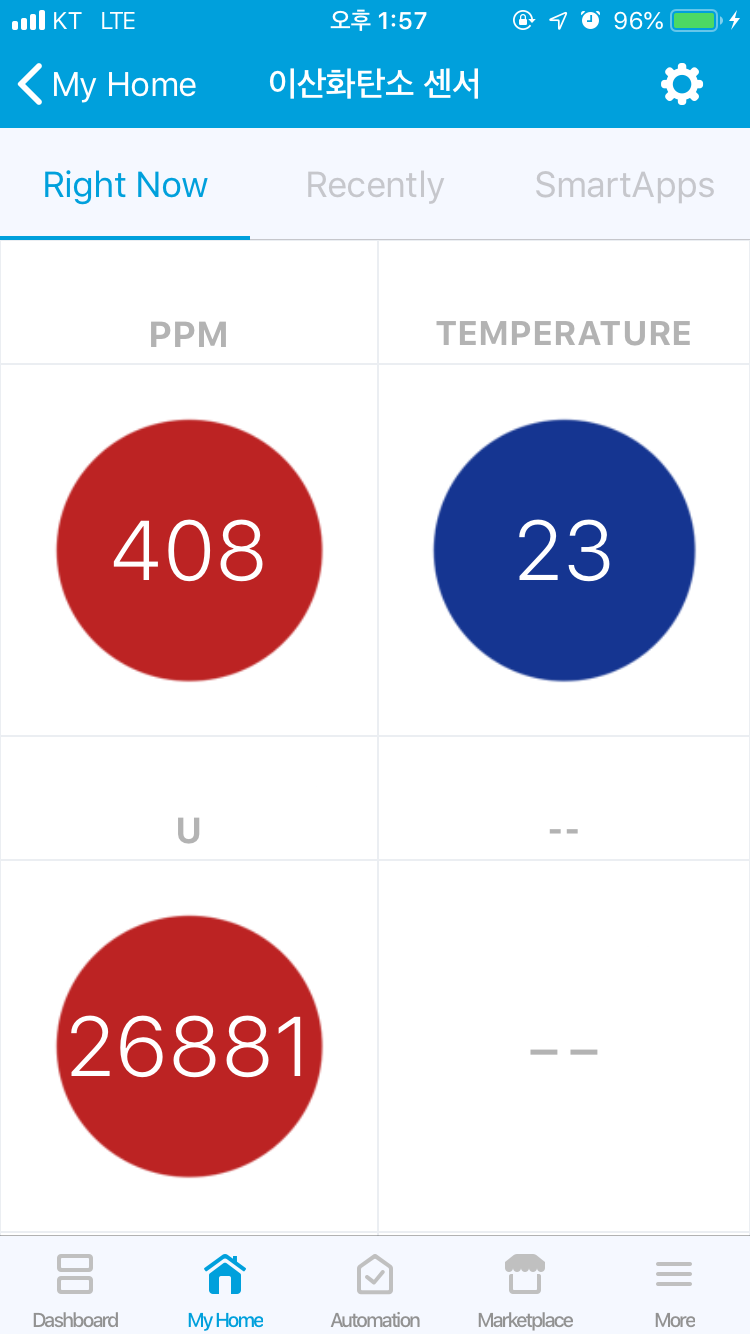 KT LTE 오후 1:57 96%
My Home 이산화탄소 센서
Right Now Recently SmartApps
PPM TEMPERATURE
408 23
U --
26881 --
Dashboard My Home Automation Marketplace More